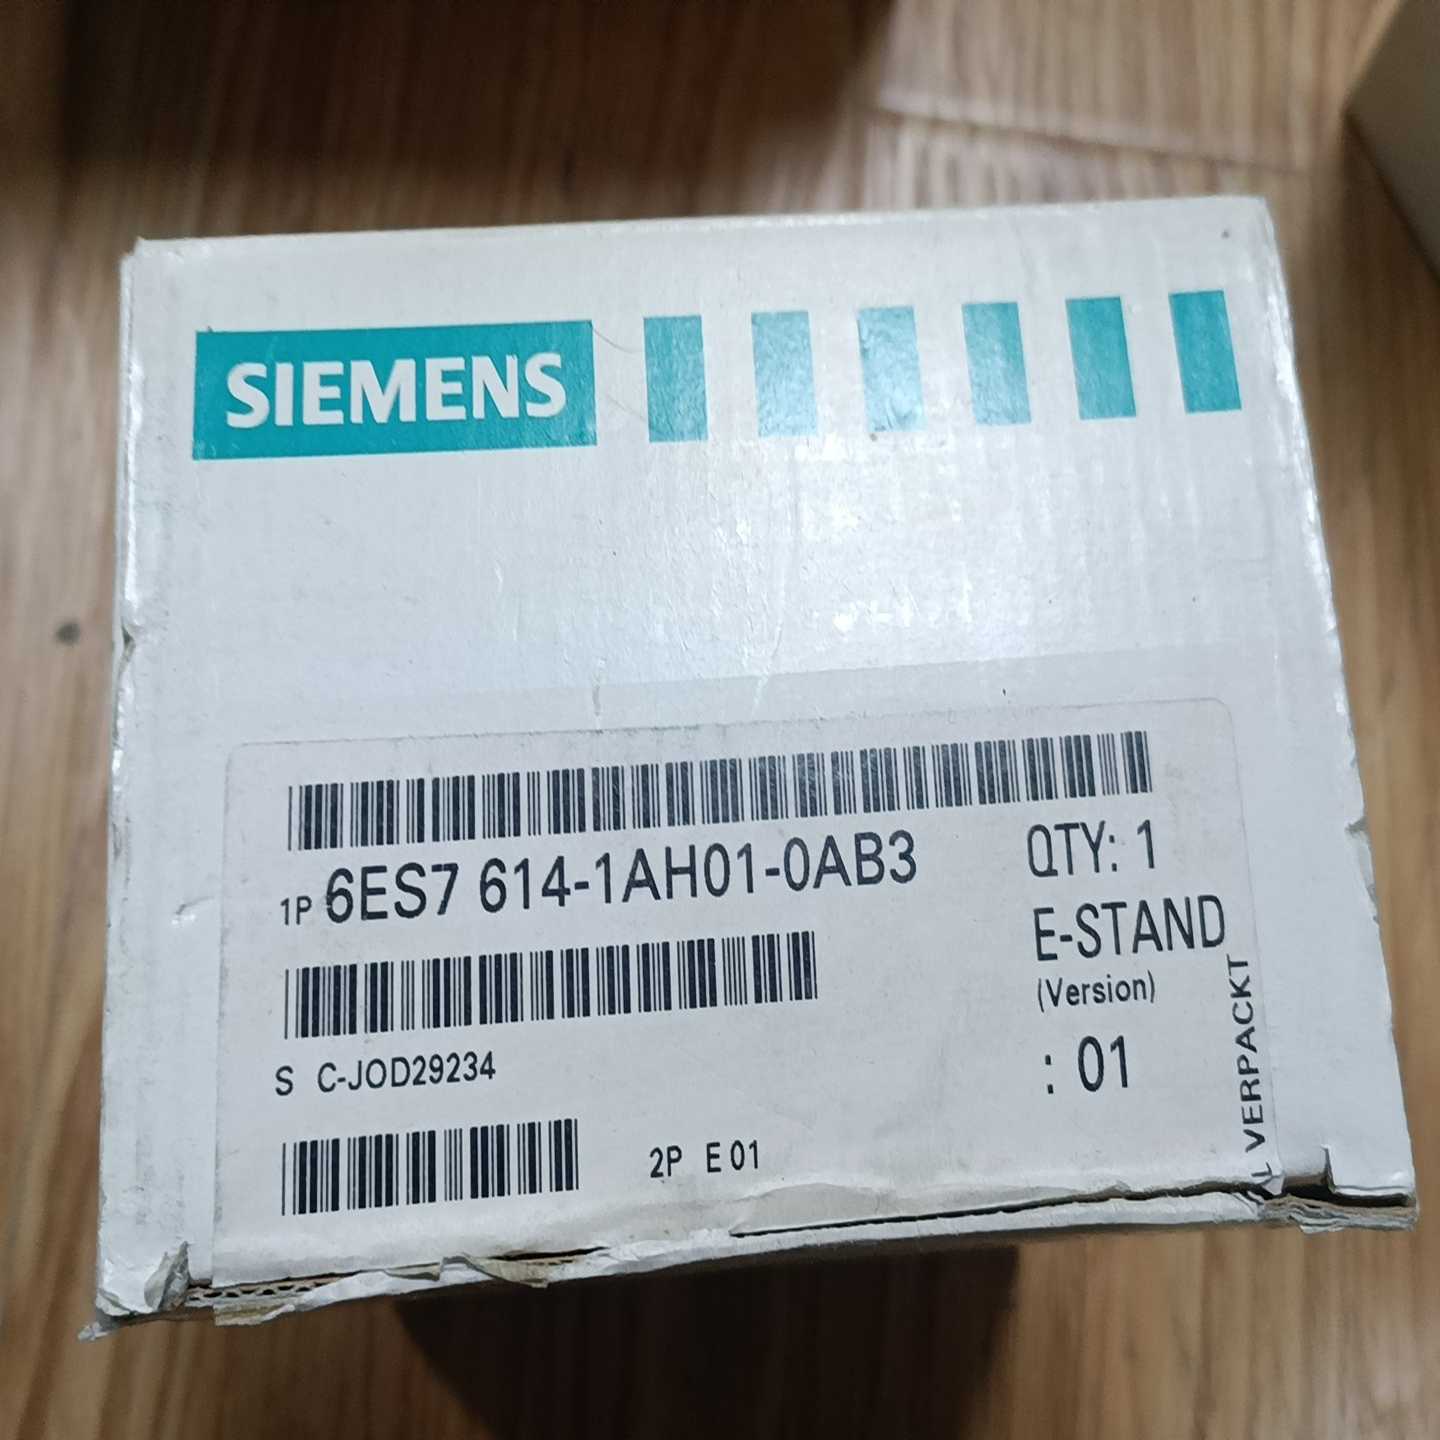 SIEMENS
1P 6ES7 614-1AH01-0AB3
QTY: 1
E-STAND
(Version)
: 01
S C-JOD29234
2P E 01
VERPACKT